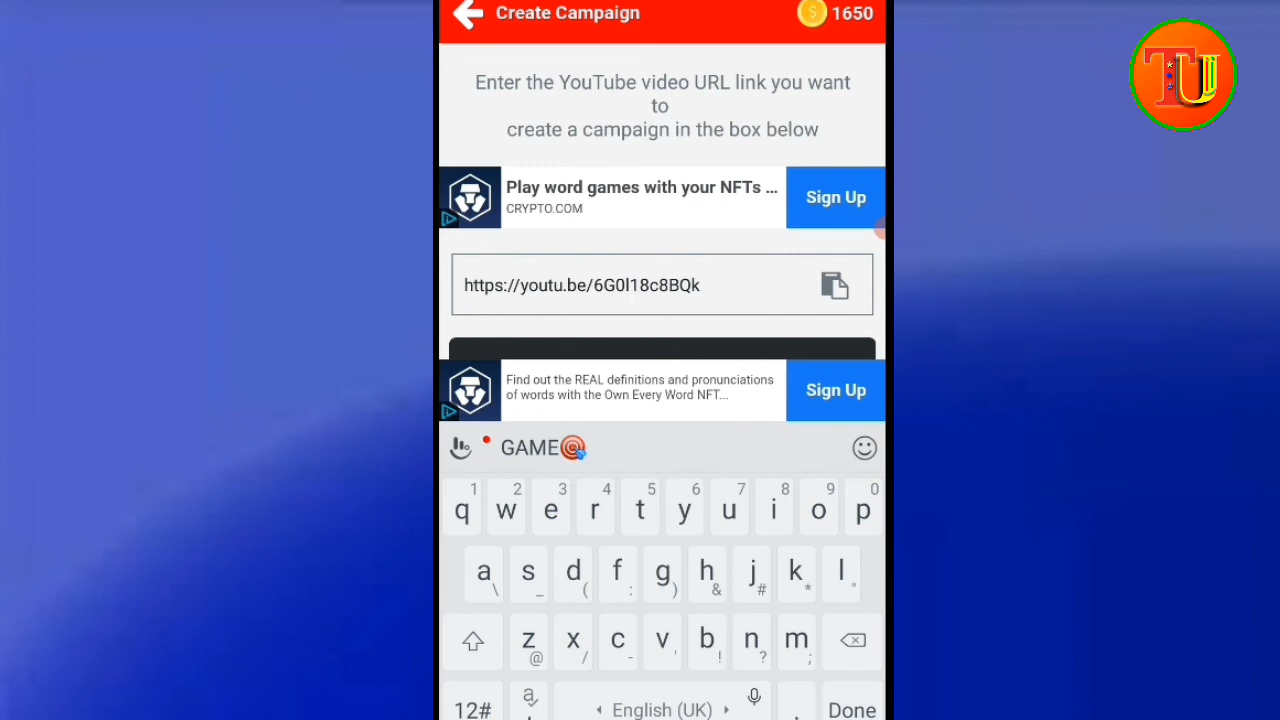 Create Campaign
1650
TU
Enter the YouTube video URL link you want
to
create a campaign in the box below
Play word games with your NFTs ...
CRYPTO.COM
Sign Up
https://youtu.be/6G0l18c8BQk
Find out the REAL definitions and pronunciations
of words with the Own Every Word NFT...
Sign Up
GAME🎯
1 2 3 4 5 6 7 8 9 0
q w e r t y u i o p
a s d f g h j k l
\ _ ( : ) & # * "
z x c v b n m
@ / - ' ! ? ;
12# English (UK) . Done